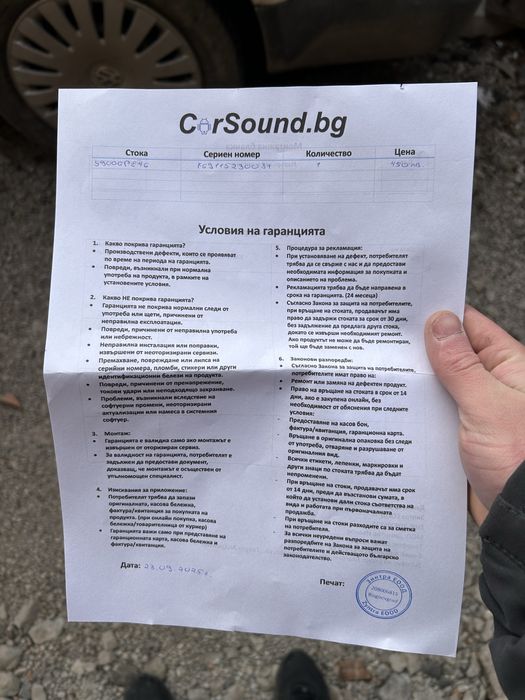 CarSound.bg
Стока Сериен номер Количество Цена
S9000PE46 1 450лв.
Условия на гаранцията
1. Какво покрива гаранцията?
• Производствени дефекти, които се проявяват
по време на периода на гаранцията.
• Повреди, възникнали при нормална
употреба на продукта, в рамките на
установените условия.
2. Какво НЕ покрива гаранцията?
• Гаранцията не покрива нормални следи от
употреба или щети, причинени от
неправилна експлоатация.
• Повреди, причинени от неправилна употреба
или небрежност.
• Неправилна инсталация или поправки,
извършени от неоторизирани сервизи.
• Премахване, повреждане или липса на
серийни номера, пломби, стикери или други
идентификационни белези на продукта.
• Повреди, причинени от пренапрежение,
токови удари или неподходящо захранване.
• Проблеми, възникнали вследствие на
софтуерни промени, неоторизирани
актуализации или намеса в системния
софтуер.
3. Монтаж:
• Гаранцията е валидна само ако монтажът е
извършен от оторизиран сервиз.
• За валидност на гаранцията, потребителят е
задължен да предостави документ,
доказващ, че монтажът е осъществен от
упълномощен специалист.
4. Изисквания за приложение:
• Потребителят трябва да запази
оригиналната, касова бележка,
фактура/квитанция за покупката на
продукта. (при онлайн покупка, касова
бележка/товарителница от куриер)
• Гаранцията важи само при представяне на
гаранционната карта, касова бележка и
фактура/квитанция.
5. Процедура за рекламация:
• При установяване на дефект, потребителят
трябва да се свърже с нас и да предостави
необходимата информация за покупката и
описанието на проблема.
• Рекламацията трябва да бъде направена в
срока на гаранцията. (24 месеца)
• Съгласно Закона за защита на потребителите,
при връщане на стоката, продавачът има
право да задържи стоката за срок от 30 дни,
без задължение да предлага друга стока,
докато се извърши необходимият ремонт.
Ако продуктът не може да бъде ремонтиран,
той ще бъде заменен с нов.
6. Законови разпоредби:
• Съгласно Закона за защита на потребителите,
потребителите имат право на:
• Ремонт или замяна на дефектен продукт.
• Право на връщане на стоката в срок от 14
дни, ако е закупена онлайн, без
необходимост от обяснения при следните
условия:
- Предоставяне на касов бон,
фактура/квитанция, гаранционна карта.
- Връщане в оригинална опаковка без следи
от употреба, отваряне и разрушаване от
оригиналния вид.
- Всички етикети, лепенки, маркировки и
други знаци по стоката трябва да бъдат
непроменени.
- При връщане на стоки, продавачът има срок
от 14 дни, преди да възстанови сумата, в
който да установи дали стоката съответства на
вида и работата при първоначалната
продажба.
- При връщане на стоки разходите са за сметка
на потребителя.
• За всички неуредени въпроси важат
разпоредбите на Закона за защита на
потребителите и действащото българско
законодателство.
Дата: 23.09.2025г.
Печат: